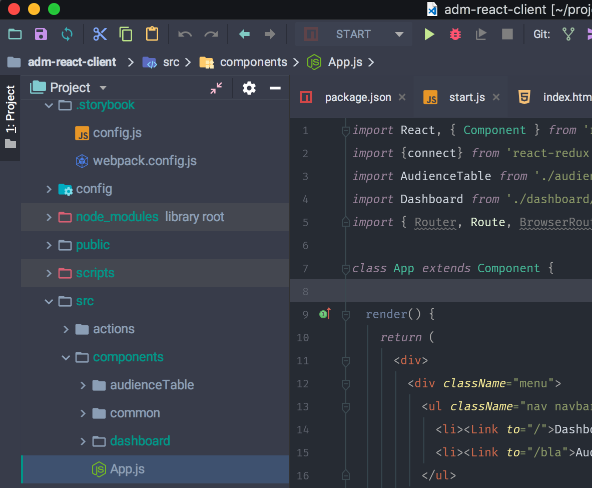 adm-react-client [~/proj
START
Git:
adm-react-client
src
components
App.js
1: Project
Project
package.json
start.js
index.htm
.storybook
config.js
webpack.config.js
config
node_modules library root
public
scripts
src
actions
components
audienceTable
common
dashboard
App.js
1 import React, { Component } from '
2 import {connect} from 'react-redux
3 import AudienceTable from './audien
4 import Dashboard from './dashboard/
5 import { Router, Route, BrowserRout
6
7 class App extends Component {
8
9 render() {
10 return (
11 <div>
12 <div className="menu">
13 <ul className="nav navbar
14 <li><Link to="/">Dashb
15 <li><Link to="/bla">Aud
16 </ul>